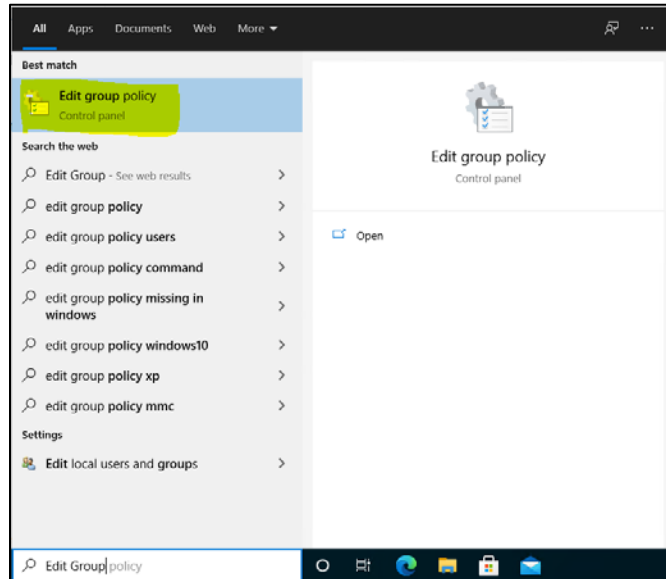 All Apps Documents Web More
Best match
Edit group policy
Control panel
Search the web
Edit Group - See web results
edit group policy
edit group policy users
edit group policy command
edit group policy missing in
windows
edit group policy windows10
edit group policy xp
edit group policy mmc
Settings
Edit local users and groups
Edit group policy
Control panel
Open
Edit Group policy